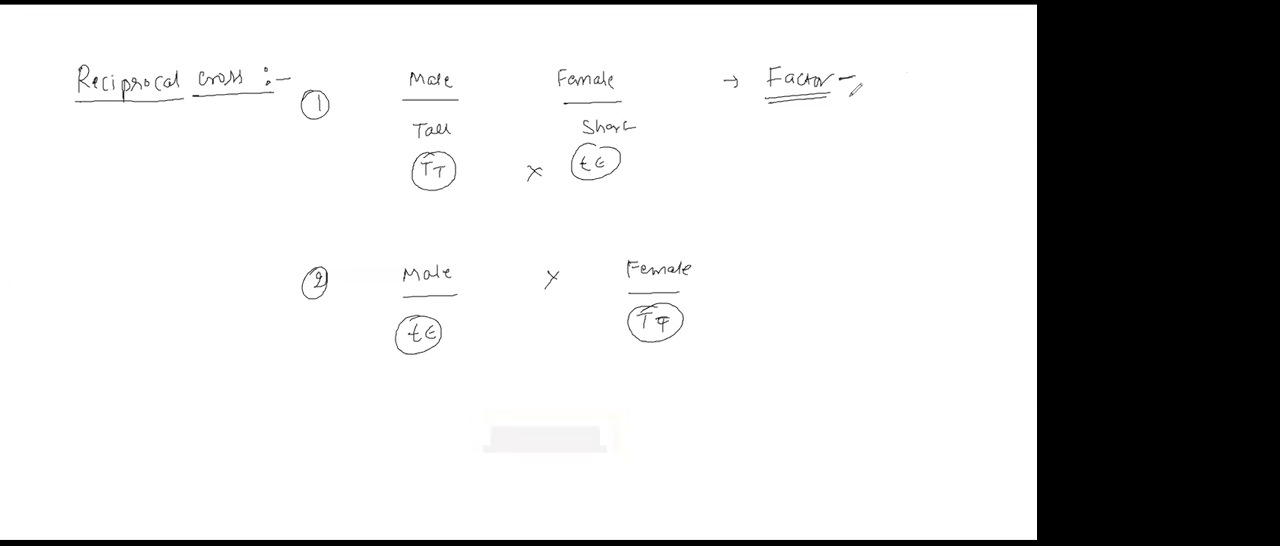 Reciprocal cross :-
① Male Female → Factor -
Tall Short
TT × tt
② Male × Female
tt TT